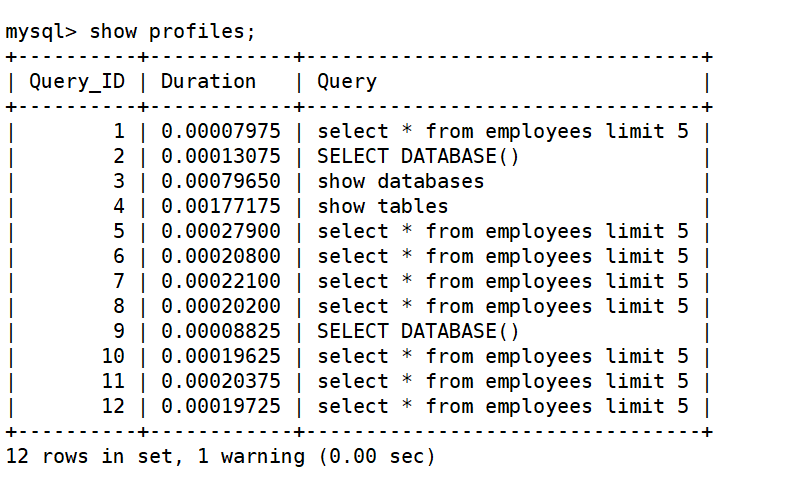 mysql> show profiles;
+----------+------------+---------------------------------+
| Query_ID | Duration   | Query                           |
+----------+------------+---------------------------------+
|        1 | 0.00007975 | select * from employees limit 5 |
|        2 | 0.00013075 | SELECT DATABASE()               |
|        3 | 0.00079650 | show databases                  |
|        4 | 0.00177175 | show tables                     |
|        5 | 0.00027900 | select * from employees limit 5 |
|        6 | 0.00020800 | select * from employees limit 5 |
|        7 | 0.00022100 | select * from employees limit 5 |
|        8 | 0.00020200 | select * from employees limit 5 |
|        9 | 0.00008825 | SELECT DATABASE()               |
|       10 | 0.00019625 | select * from employees limit 5 |
|       11 | 0.00020375 | select * from employees limit 5 |
|       12 | 0.00019725 | select * from employees limit 5 |
+----------+------------+---------------------------------+
12 rows in set, 1 warning (0.00 sec)